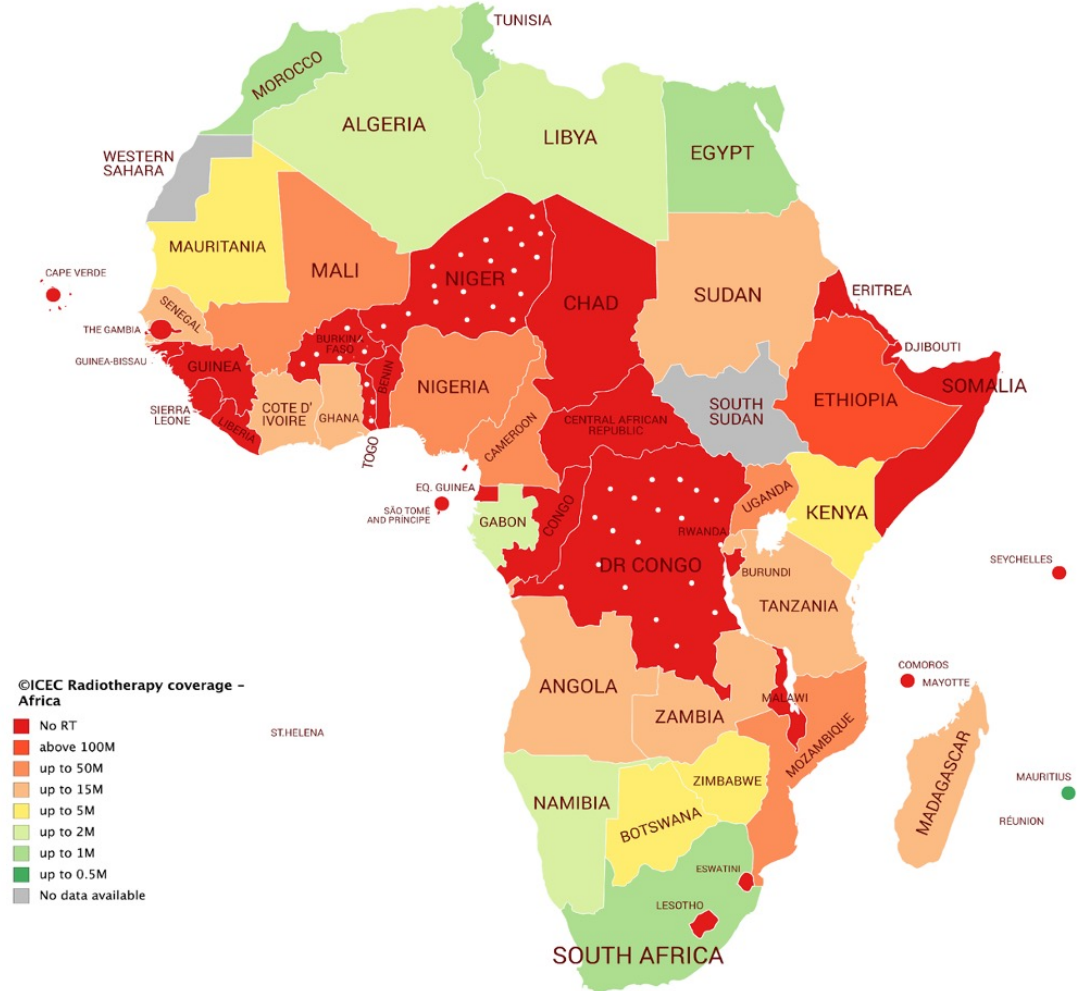 TUNISIA
MOROCCO
ALGERIA
LIBYA
EGYPT
WESTERN
SAHARA
MAURITANIA
MALI
NIGER
CHAD
SUDAN
ERITREA
CAPE VERDE
SENEGAL
THE GAMBIA
BURKINA
FASO
DJIBOUTI
GUINEA-BISSAU
GUINEA
BENIN
NIGERIA
SOMALIA
ETHIOPIA
SOUTH
SUDAN
SIERRA
LEONE
COTE D'
IVOIRE
GHANA
LIBERIA
TOGO
CAMEROON
CENTRAL AFRICAN
REPUBLIC
EQ. GUINEA
UGANDA
KENYA
SÃO TOMÉ
AND PRÍNCIPE
GABON
CONGO
RWANDA
DR CONGO
BURUNDI
SEYCHELLES
TANZANIA
COMOROS
MAYOTTE
ANGOLA
MALAWI
ZAMBIA
MOZAMBIQUE
ST.HELENA
MADAGASCAR
MAURITIUS
ZIMBABWE
NAMIBIA
BOTSWANA
RÉUNION
ESWATINI
LESOTHO
SOUTH AFRICA
©ICEC Radiotherapy coverage –
Africa
No RT
above 100M
up to 50M
up to 15M
up to 5M
up to 2M
up to 1M
up to 0.5M
No data available